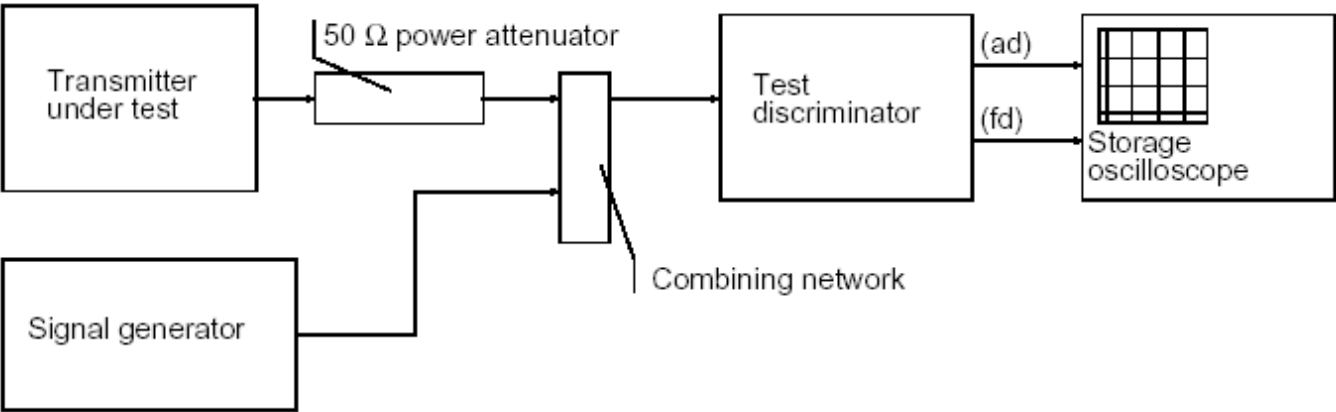 50 Ω power attenuator
Transmitter
under test
Test
discriminator
(ad)
(fd)
Storage
oscilloscope
Combining network
Signal generator